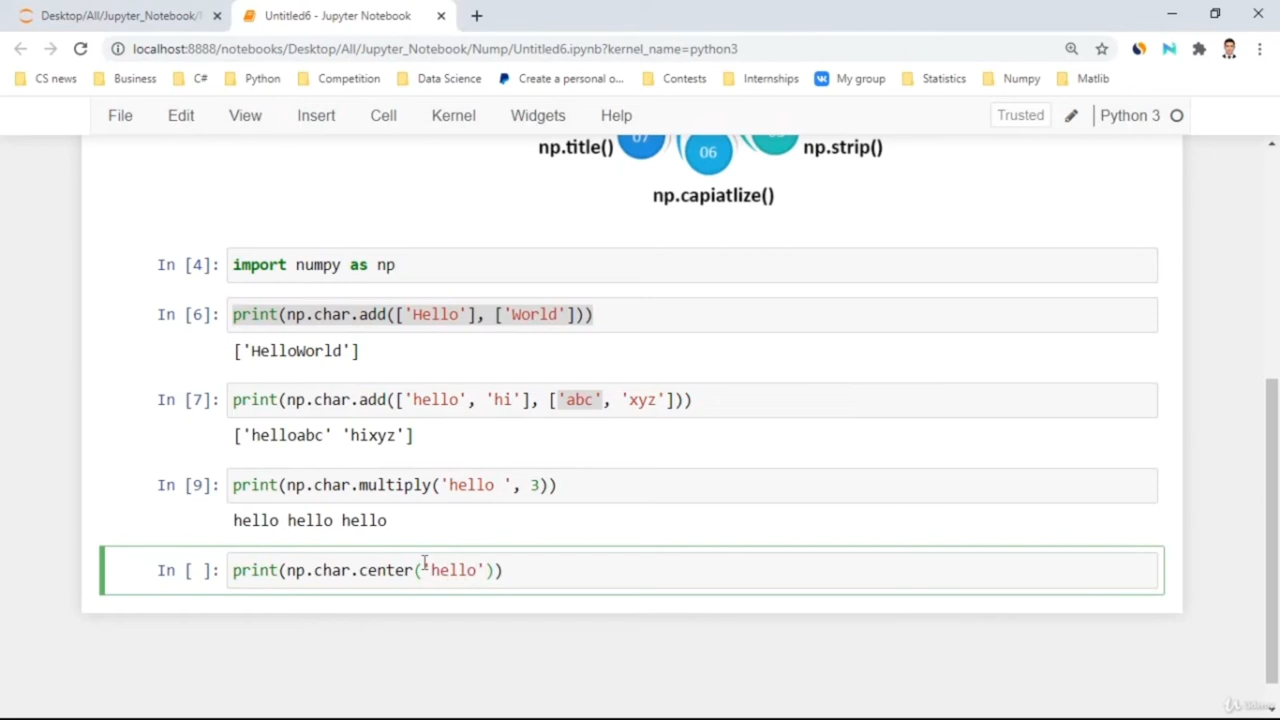 Desktop/All/Jupyter_Notebook/
Untitled6 - Jupyter Notebook
localhost:8888/notebooks/Desktop/All/Jupyter_Notebook/Nump/Untitled6.ipynb?kernel_name=python3
CS news Business C# Python Competition Data Science Create a personal o... Contests Internships My group Statistics Numpy Matlib
File Edit View Insert Cell Kernel Widgets Help Trusted Python 3
07
06
np.title()
np.strip()
np.capiatlize()
In [4]: import numpy as np
In [6]: print(np.char.add(['Hello'], ['World']))
['HelloWorld']
In [7]: print(np.char.add(['hello', 'hi'], ['abc', 'xyz']))
['helloabc' 'hixyz']
In [9]: print(np.char.multiply('hello ', 3))
hello hello hello
In [ ]: print(np.char.center('hello'))